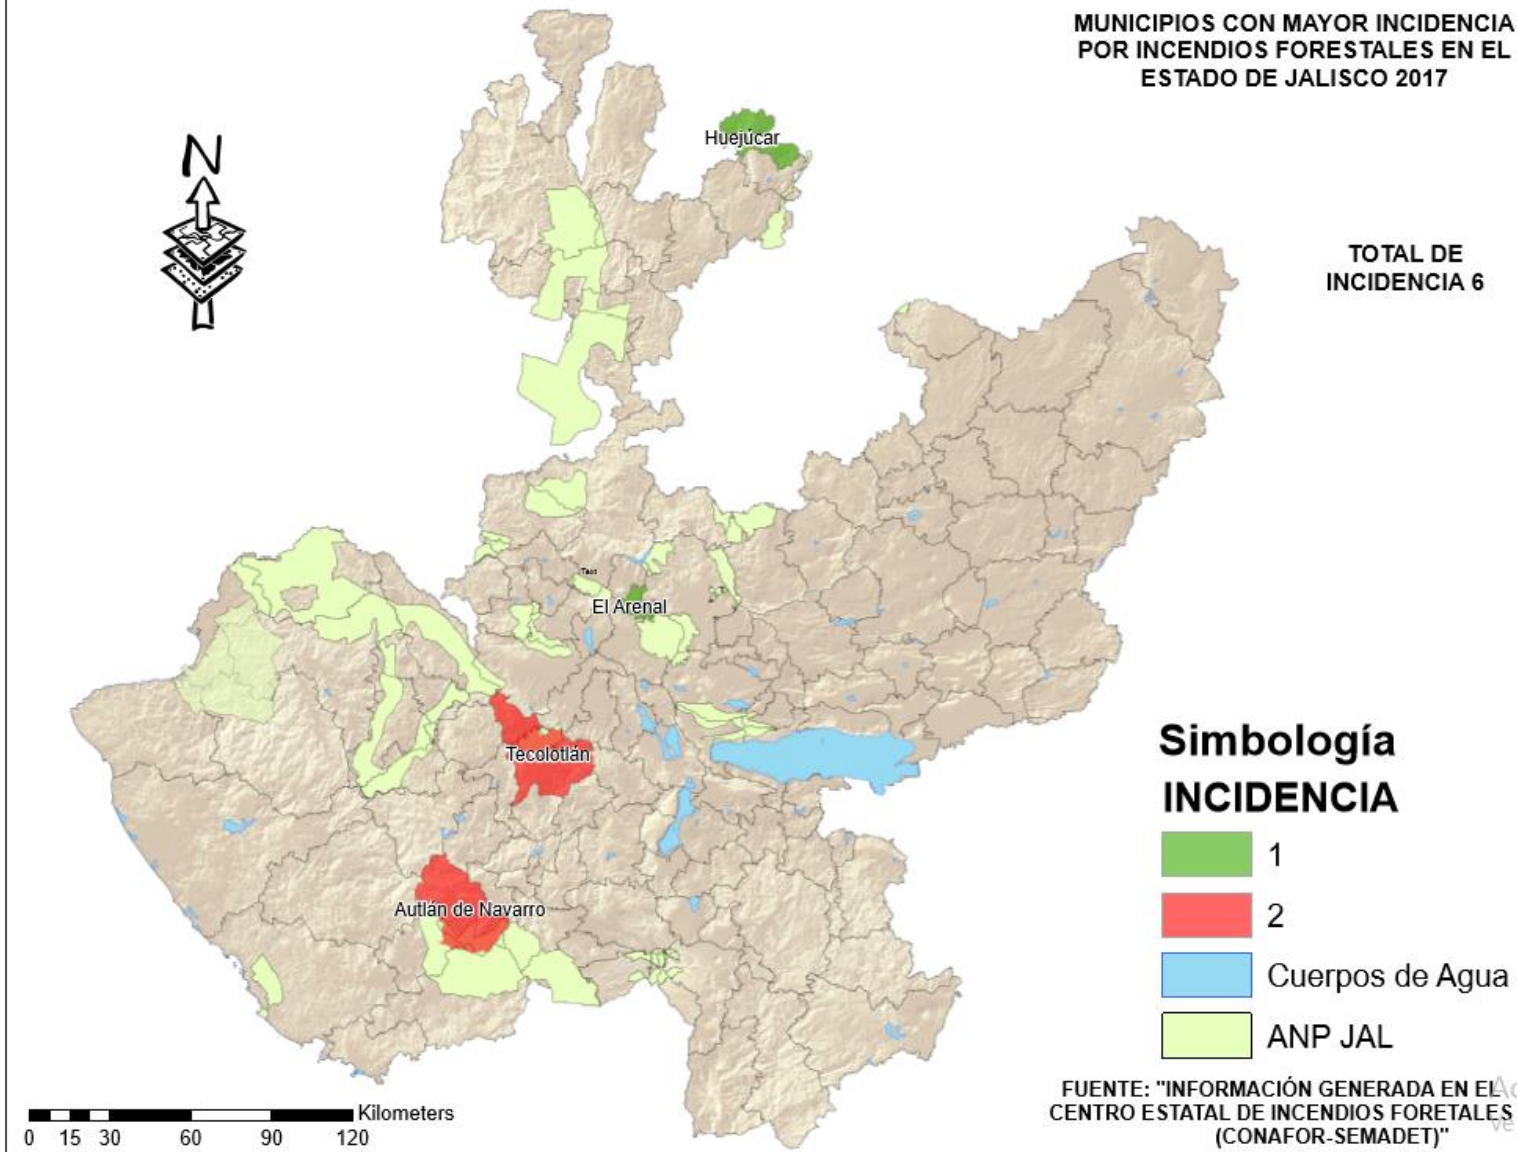 MUNICIPIOS CON MAYOR INCIDENCIA
POR INCENDIOS FORESTALES EN EL
ESTADO DE JALISCO 2017
N
Huejúcar
TOTAL DE
INCIDENCIA 6
Text
El Arenal
Tecolotlán
Autlán de Navarro
Simbología
INCIDENCIA
1
2
Cuerpos de Agua
ANP JAL
FUENTE: "INFORMACIÓN GENERADA EN EL
CENTRO ESTATAL DE INCENDIOS FORETALES
(CONAFOR-SEMADET)"
Kilometers
0 15 30 60 90 120